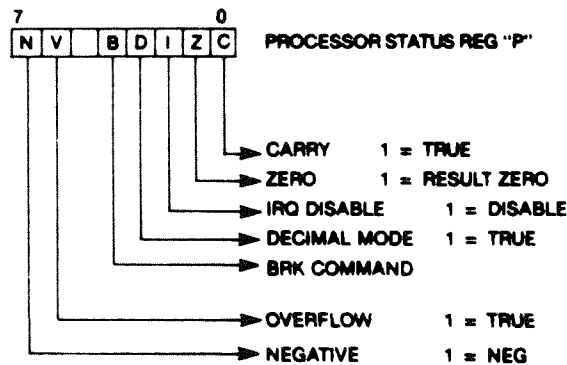 7 0
N V B D I Z C PROCESSOR STATUS REG "P"
CARRY 1 = TRUE
ZERO 1 = RESULT ZERO
IRQ DISABLE 1 = DISABLE
DECIMAL MODE 1 = TRUE
BRK COMMAND
OVERFLOW 1 = TRUE
NEGATIVE 1 = NEG